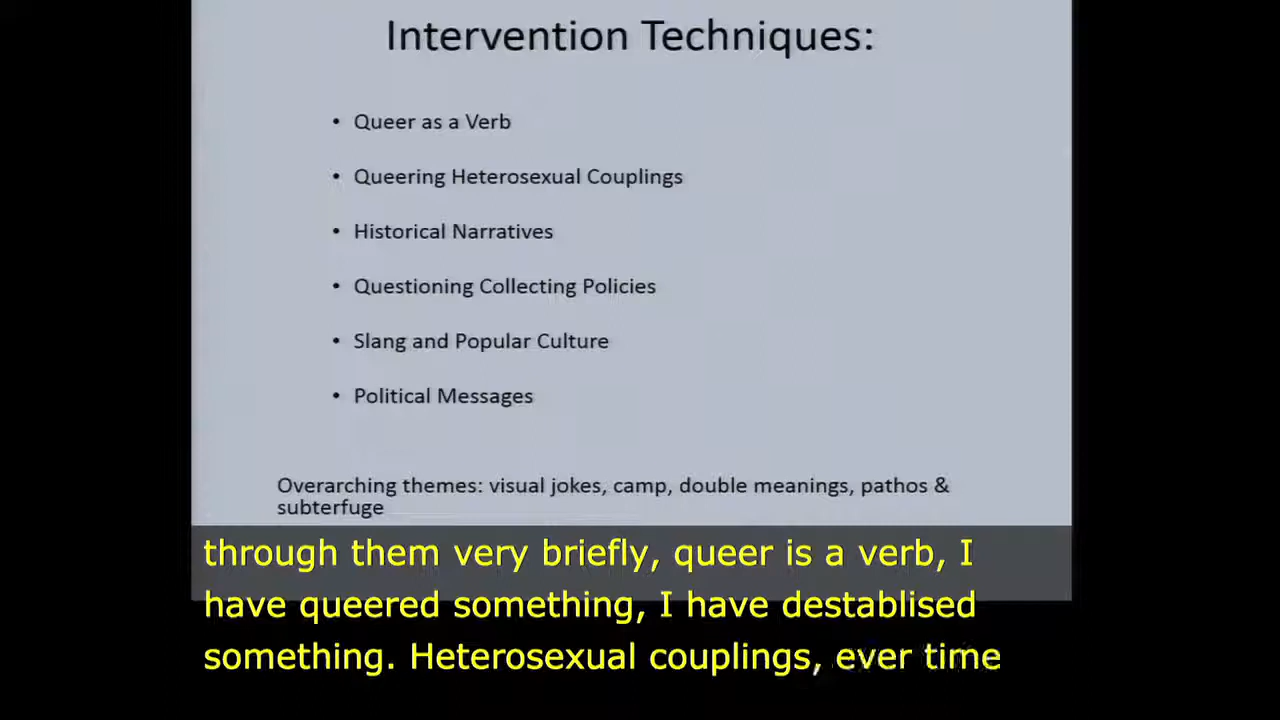 Intervention Techniques:
• Queer as a Verb
• Queering Heterosexual Couplings
• Historical Narratives
• Questioning Collecting Policies
• Slang and Popular Culture
• Political Messages
Overarching themes: visual jokes, camp, double meanings, pathos &
subterfuge
through them very briefly, queer is a verb, I
have queered something, I have destablised
something. Heterosexual couplings, ever time